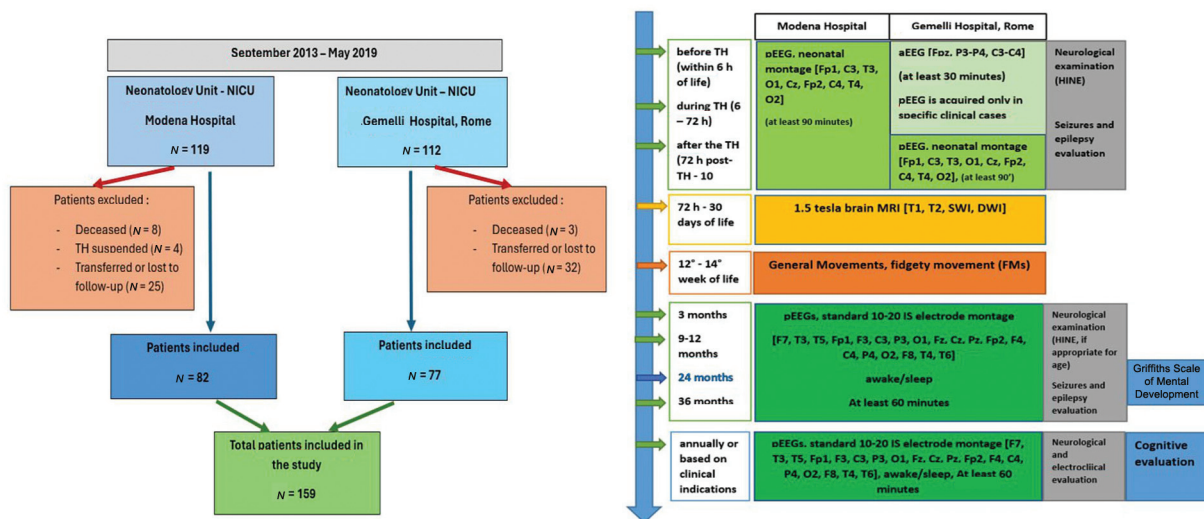 September 2013 – May 2019
Neonatology Unit - NICU
Modena Hospital
N = 119
Neonatology Unit – NICU
Gemelli Hospital, Rome
N = 112
Patients excluded :
- Deceased (N = 8)
- TH suspended (N = 4)
- Transferred or lost to
follow-up (N = 25)
Patients excluded :
- Deceased (N = 3)
- Transferred or lost to
follow-up (N = 32)
Patients included
N = 82
Patients included
N = 77
Total patients included in
the study
N = 159
Modena Hospital
Gemelli Hospital, Rome
before TH
(within 6 h
of life)
during TH (6
– 72 h)
after the TH
(72 h post-
TH - 10
pEEG. neonatal
montage [Fp1, C3, T3,
O1, Cz, Fp2, C4, T4,
O2]
(at least 90 minutes)
aEEG [Fpz, P3-P4, C3-C4]
(at least 30 minutes)
pEEG is acquired only in
specific clinical cases
pEEG. neonatal montage
[Fp1, C3, T3, O1, Cz, Fp2,
C4, T4, O2], (at least 90')
Neurological
examination
(HINE)
Seizures and
epilepsy
evaluation
72 h - 30
days of life
1.5 tesla brain MRI [T1, T2, SWI, DWI]
12° - 14°
week of life
General Movements, fidgety movement (FMs)
3 months
9-12
months
24 months
36 months
pEEGs, standard 10-20 IS electrode montage
[F7, T3, T5, Fp1, F3, C3, P3, O1, Fz. Cz. Pz. Fp2, F4,
C4, P4, O2, F8, T4, T6]
awake/sleep
At least 60 minutes
Neurological
examination
(HINE, if
appropriate for
age)
Seizures and
epilepsy
evaluation
Griffiths Scale
of Mental
Development
annually or
based on
clinical
indications
pEEGs. standard 10-20 IS electrode montage [F7,
T3, T5, Fp1, F3, C3, P3, O1, Fz. Cz. Pz. Fp2, F4, C4,
P4, O2, F8, T4, T6], awake/sleep, At least 60
minutes
Neurological
and
electroclilical
evaluation
Cognitive
evaluation